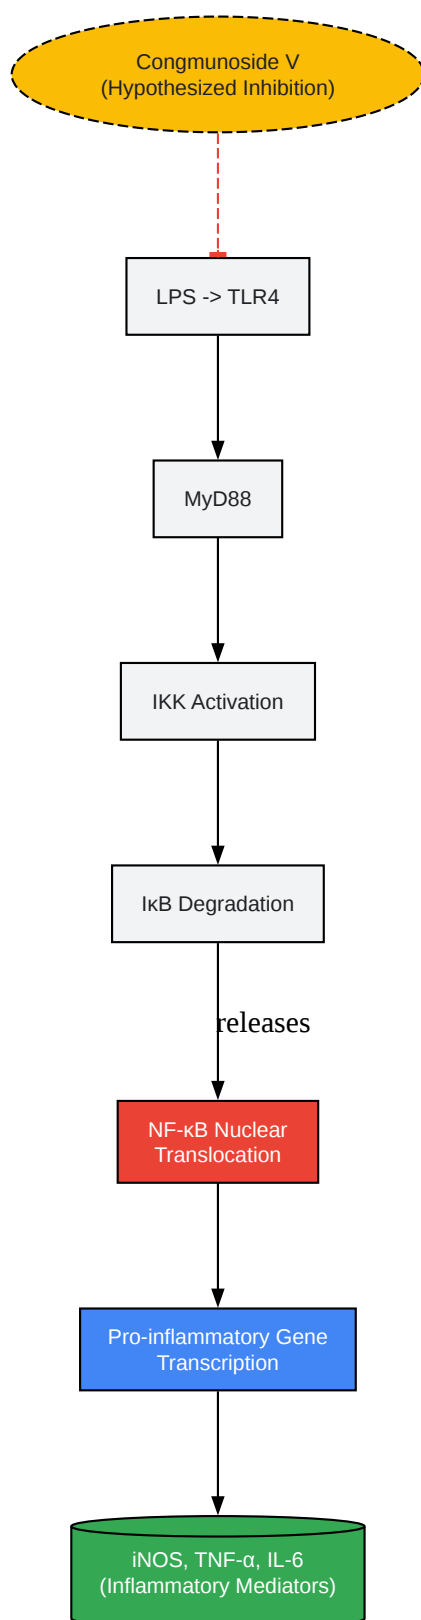 Congmunoside V
(Hypothesized Inhibition)
LPS -> TLR4
MyD88
IKK Activation
IκB Degradation
releases
NF-κB Nuclear
Translocation
Pro-inflammatory Gene
Transcription
iNOS, TNF-α, IL-6
(Inflammatory Mediators)